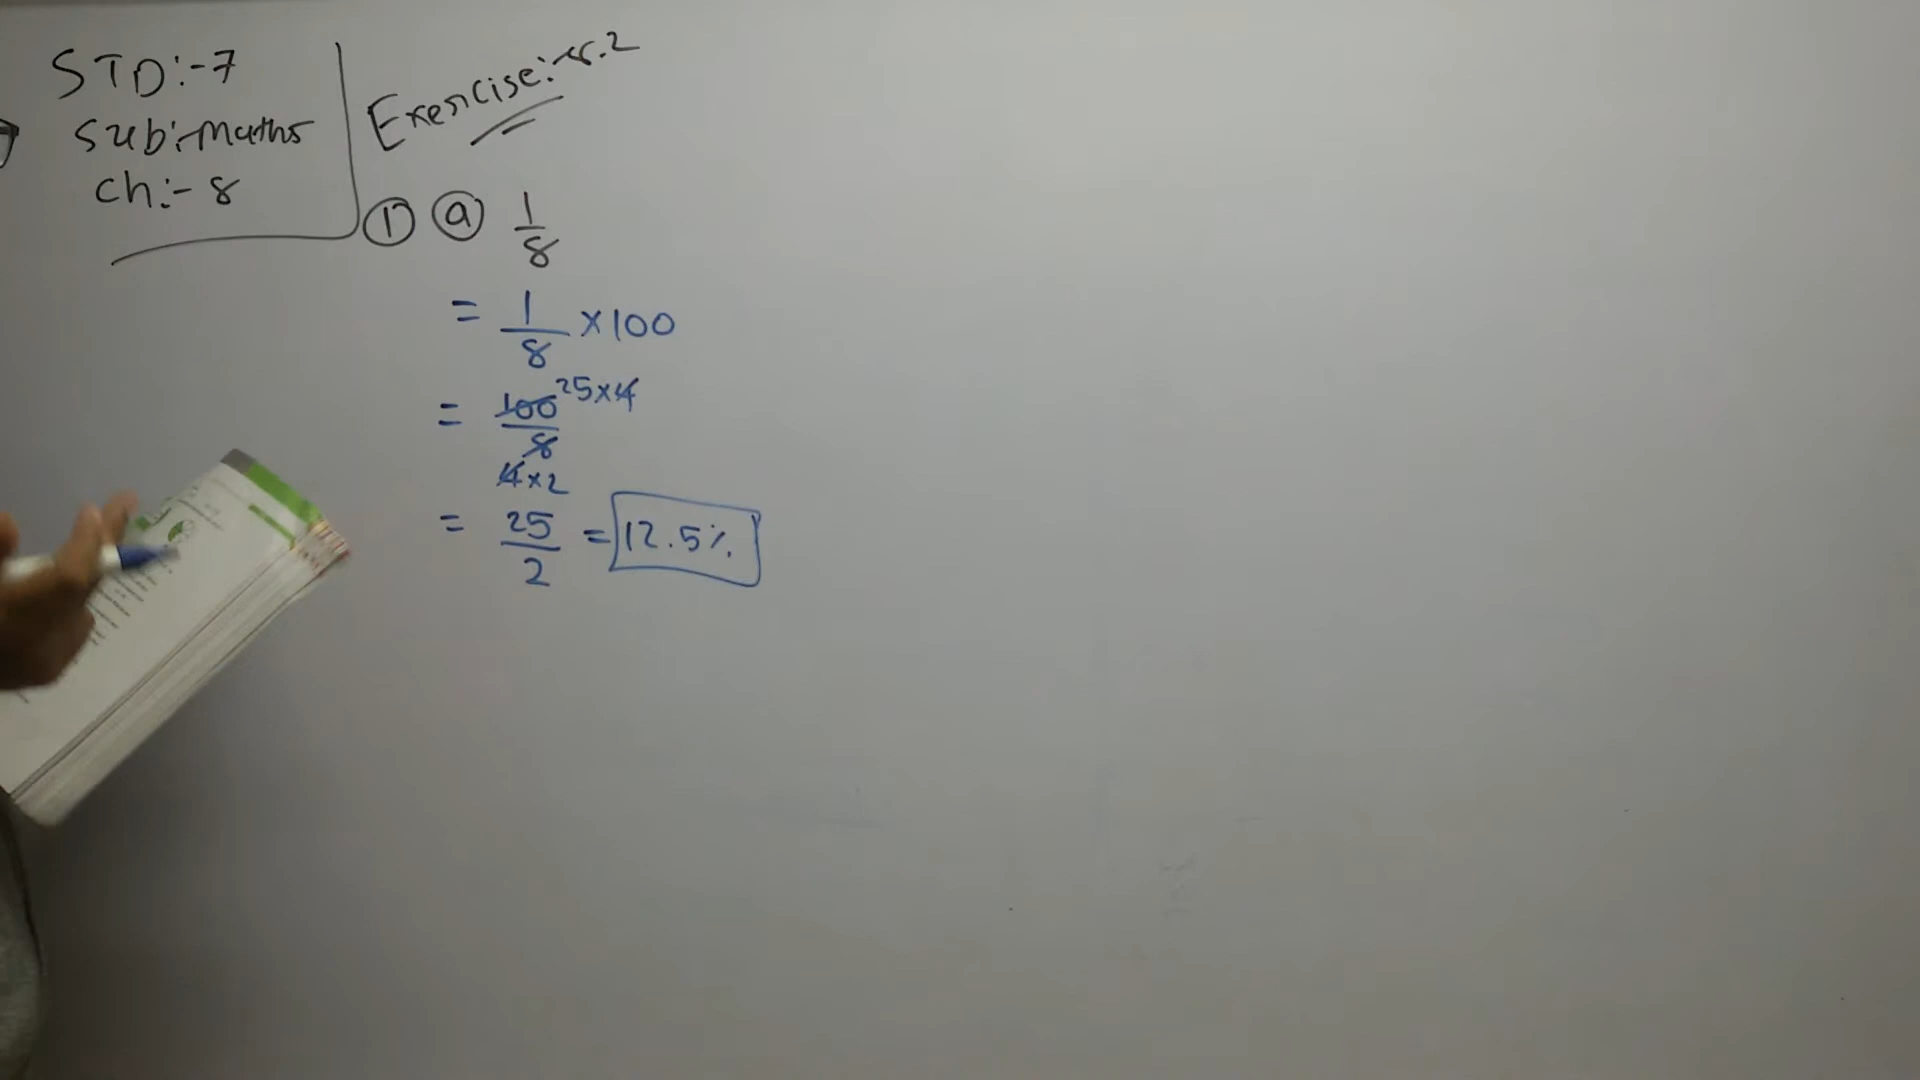 STD:-7
Sub:-maths
Ch:- 8
Exercise:-8.2
① ⓐ 1/8
= 1/8 ×100
= 100/8 25×4
4×2
= 25/2 = 12.5%